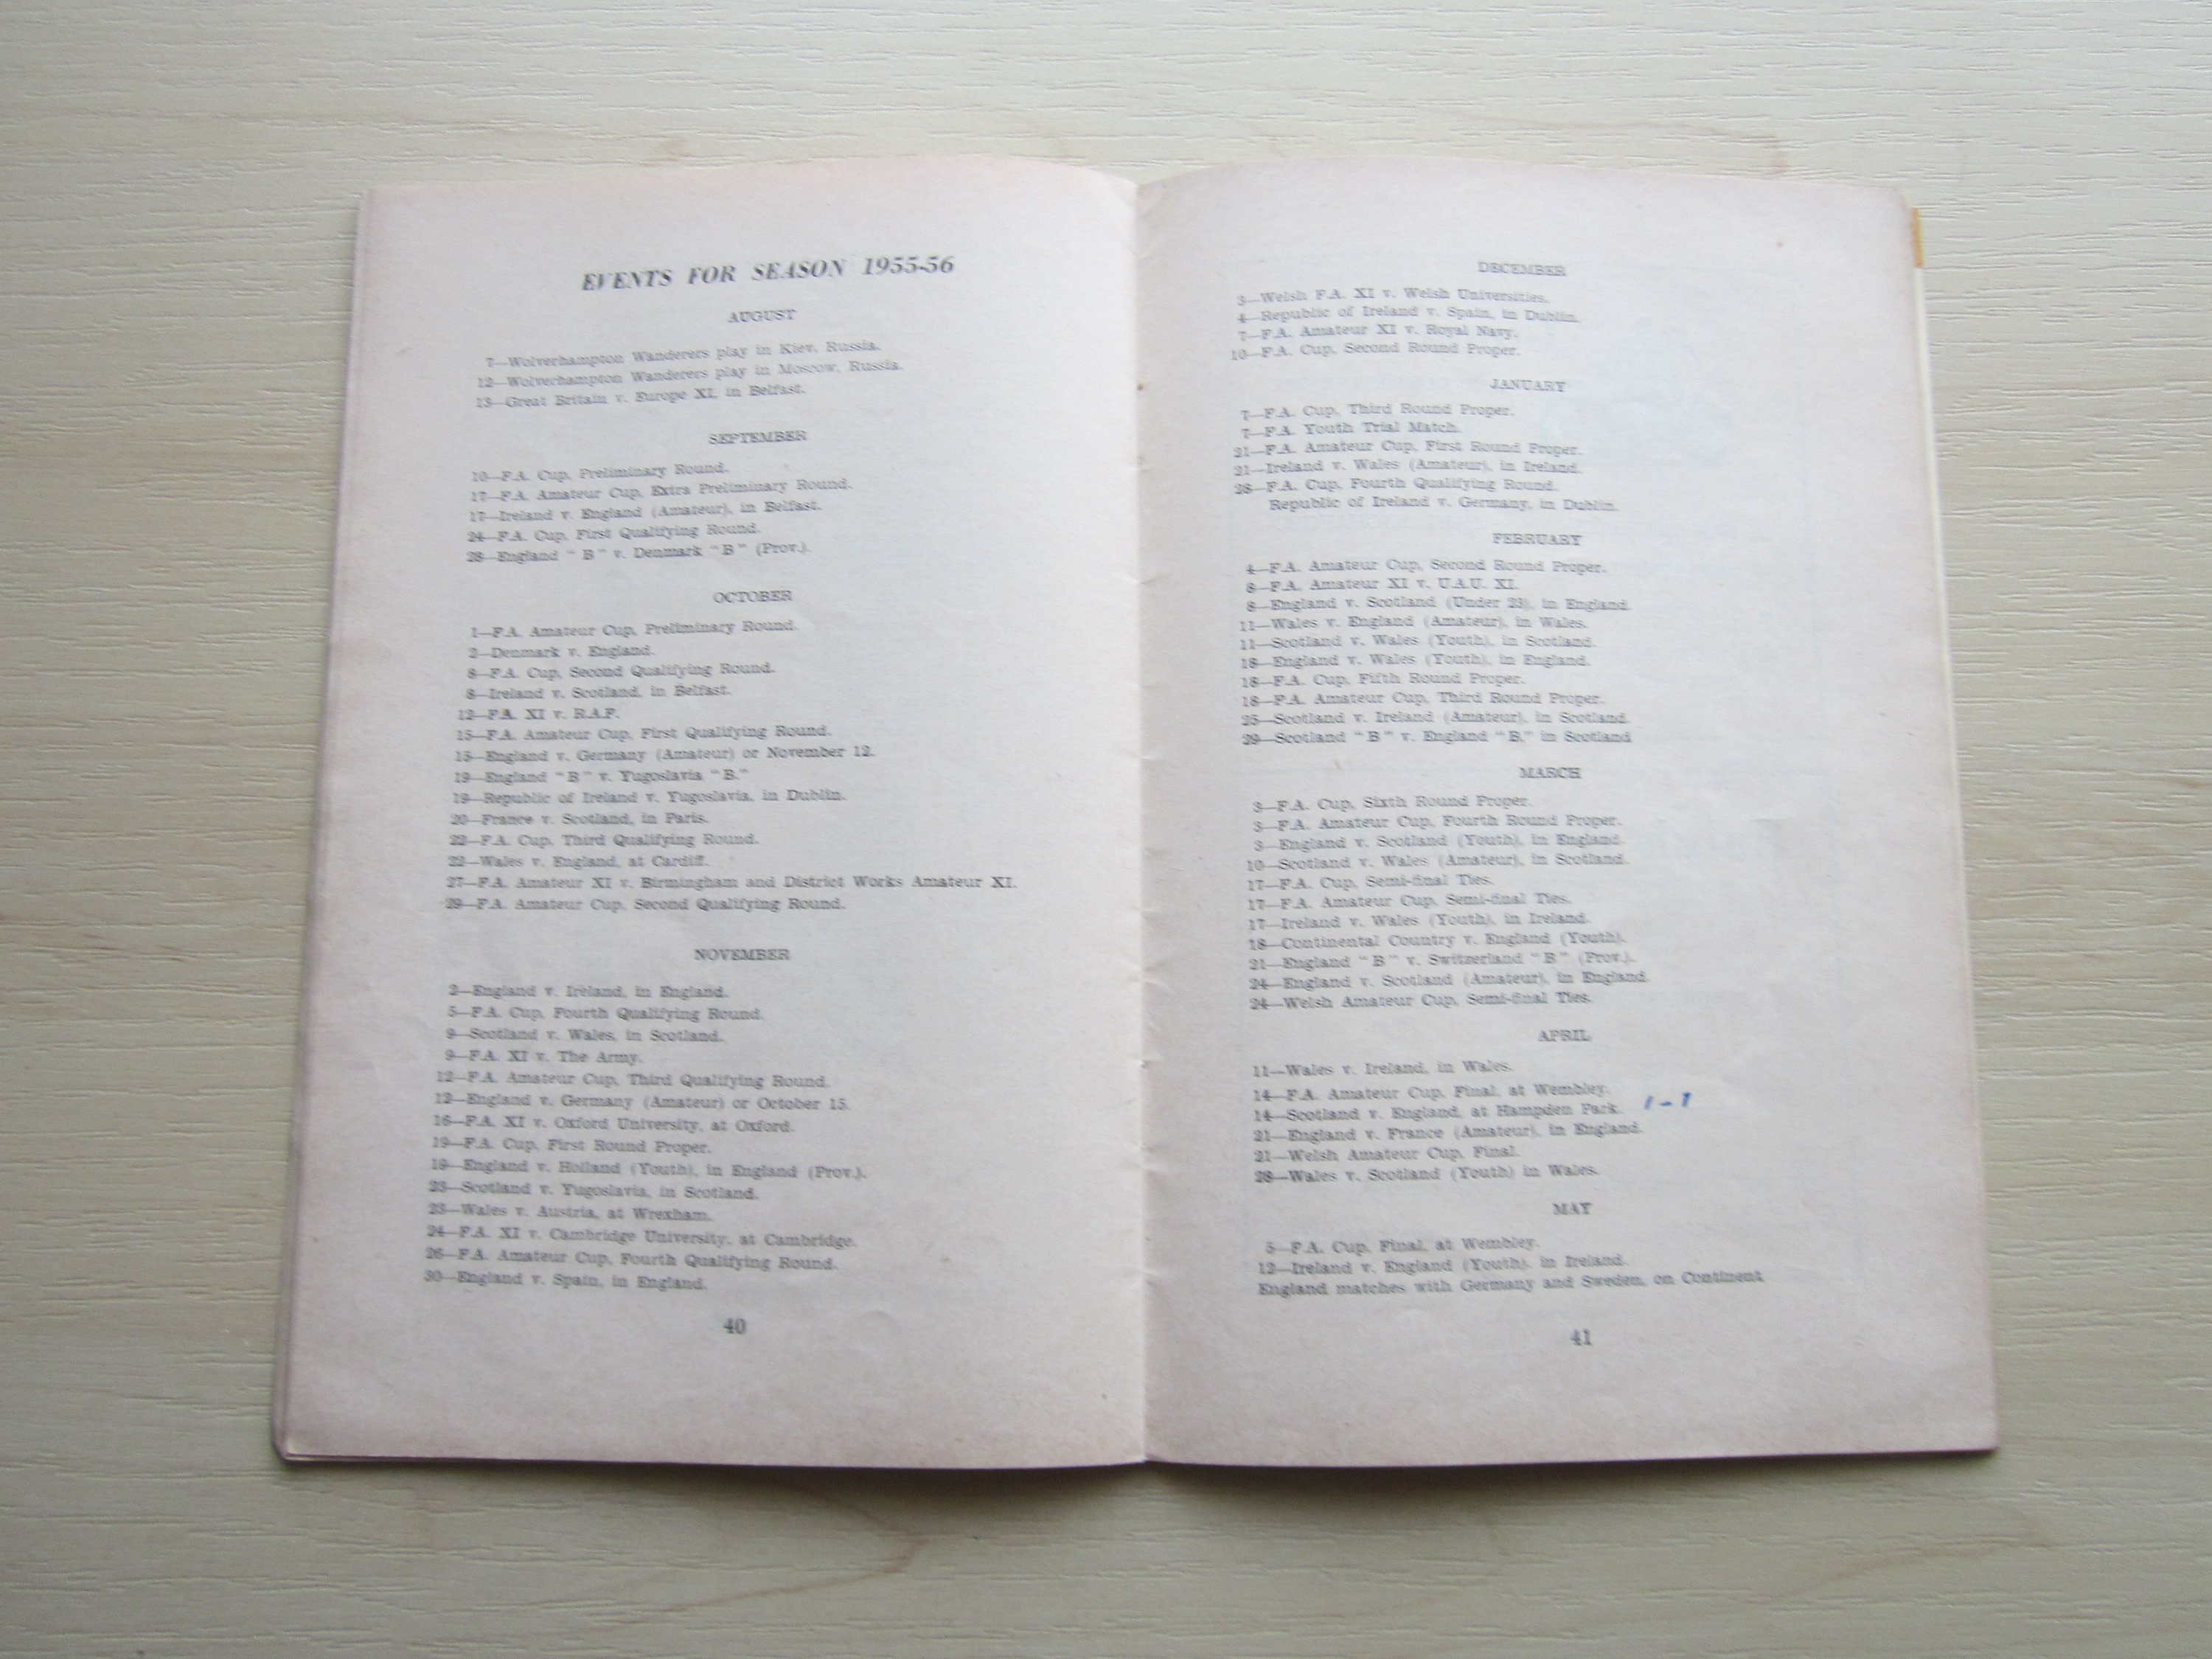 EVENTS FOR SEASON 1955-56
AUGUST
7—Wolverhampton Wanderers play in Kiev, Russia.
12—Wolverhampton Wanderers play in Moscow, Russia.
13—Great Britain v. Europe XI, in Belfast.
SEPTEMBER
10—F.A. Cup, Preliminary Round.
17—F.A. Amateur Cup, Extra Preliminary Round.
17—Ireland v. England (Amateur), in Belfast.
24—F.A. Cup, First Qualifying Round.
28—England "B" v. Denmark "B" (Prov.).
OCTOBER
1—F.A. Amateur Cup, Preliminary Round.
2—Denmark v. England.
8—F.A. Cup, Second Qualifying Round.
8—Ireland v. Scotland, in Belfast.
12—F.A. XI v. R.A.F.
15—F.A. Amateur Cup, First Qualifying Round.
15—England v. Germany (Amateur) or November 12.
19—England "B" v. Yugoslavia "B."
19—Republic of Ireland v. Yugoslavia, in Dublin.
20—France v. Scotland, in Paris.
22—F.A. Cup, Third Qualifying Round.
22—Wales v. England, at Cardiff.
27—F.A. Amateur XI v. Birmingham and District Works Amateur XI.
29—F.A. Amateur Cup, Second Qualifying Round.
NOVEMBER
2—England v. Ireland, in England.
5—F.A. Cup, Fourth Qualifying Round.
9—Scotland v. Wales, in Scotland.
9—F.A. XI v. The Army.
12—F.A. Amateur Cup, Third Qualifying Round.
12—England v. Germany (Amateur) or October 15.
16—F.A. XI v. Oxford University, at Oxford.
19—F.A. Cup, First Round Proper.
19—England v. Holland (Youth), in England (Prov.).
23—Scotland v. Yugoslavia, in Scotland.
23—Wales v. Austria, at Wrexham.
24—F.A. XI v. Cambridge University, at Cambridge.
26—F.A. Amateur Cup, Fourth Qualifying Round.
30—England v. Spain, in England.
40
DECEMBER
3—Welsh F.A. XI v. Welsh Universities.
4—Republic of Ireland v. Spain, in Dublin.
7—F.A. Amateur XI v. Royal Navy.
10—F.A. Cup, Second Round Proper.
JANUARY
7—F.A. Cup, Third Round Proper.
7—F.A. Youth Trial Match.
21—F.A. Amateur Cup, First Round Proper.
21—Ireland v. Wales (Amateur), in Ireland.
28—F.A. Cup, Fourth Qualifying Round.
Republic of Ireland v. Germany, in Dublin.
FEBRUARY
4—F.A. Amateur Cup, Second Round Proper.
8—F.A. Amateur XI v. U.A.U. XI.
8—England v. Scotland (Under 23), in England.
11—Wales v. England (Amateur), in Wales.
11—Scotland v. Wales (Youth), in Scotland.
18—England v. Wales (Youth), in England.
18—F.A. Cup, Fifth Round Proper.
18—F.A. Amateur Cup, Third Round Proper.
25—Scotland v. Ireland (Amateur), in Scotland.
29—Scotland "B" v. England "B," in Scotland
MARCH
3—F.A. Cup, Sixth Round Proper.
3—F.A. Amateur Cup, Fourth Round Proper.
3—England v. Scotland (Youth), in England.
10—Scotland v. Wales (Amateur), in Scotland.
17—F.A. Cup, Semi-final Ties.
17—F.A. Amateur Cup, Semi-final Ties.
17—Ireland v. Wales (Youth), in Ireland.
18—Continental Country v. England (Youth).
21—England "B" v. Switzerland "B" (Prov.).
24—England v. Scotland (Amateur), in England.
24—Welsh Amateur Cup, Semi-final Ties.
APRIL
11—Wales v. Ireland, in Wales.
14—F.A. Amateur Cup, Final, at Wembley.
14—Scotland v. England, at Hampden Park. 1-1
21—England v. France (Amateur), in England.
21—Welsh Amateur Cup, Final.
28—Wales v. Scotland (Youth) in Wales.
MAY
5—F.A. Cup, Final, at Wembley.
12—Ireland v. England (Youth), in Ireland.
England matches with Germany and Sweden, on Continent
41